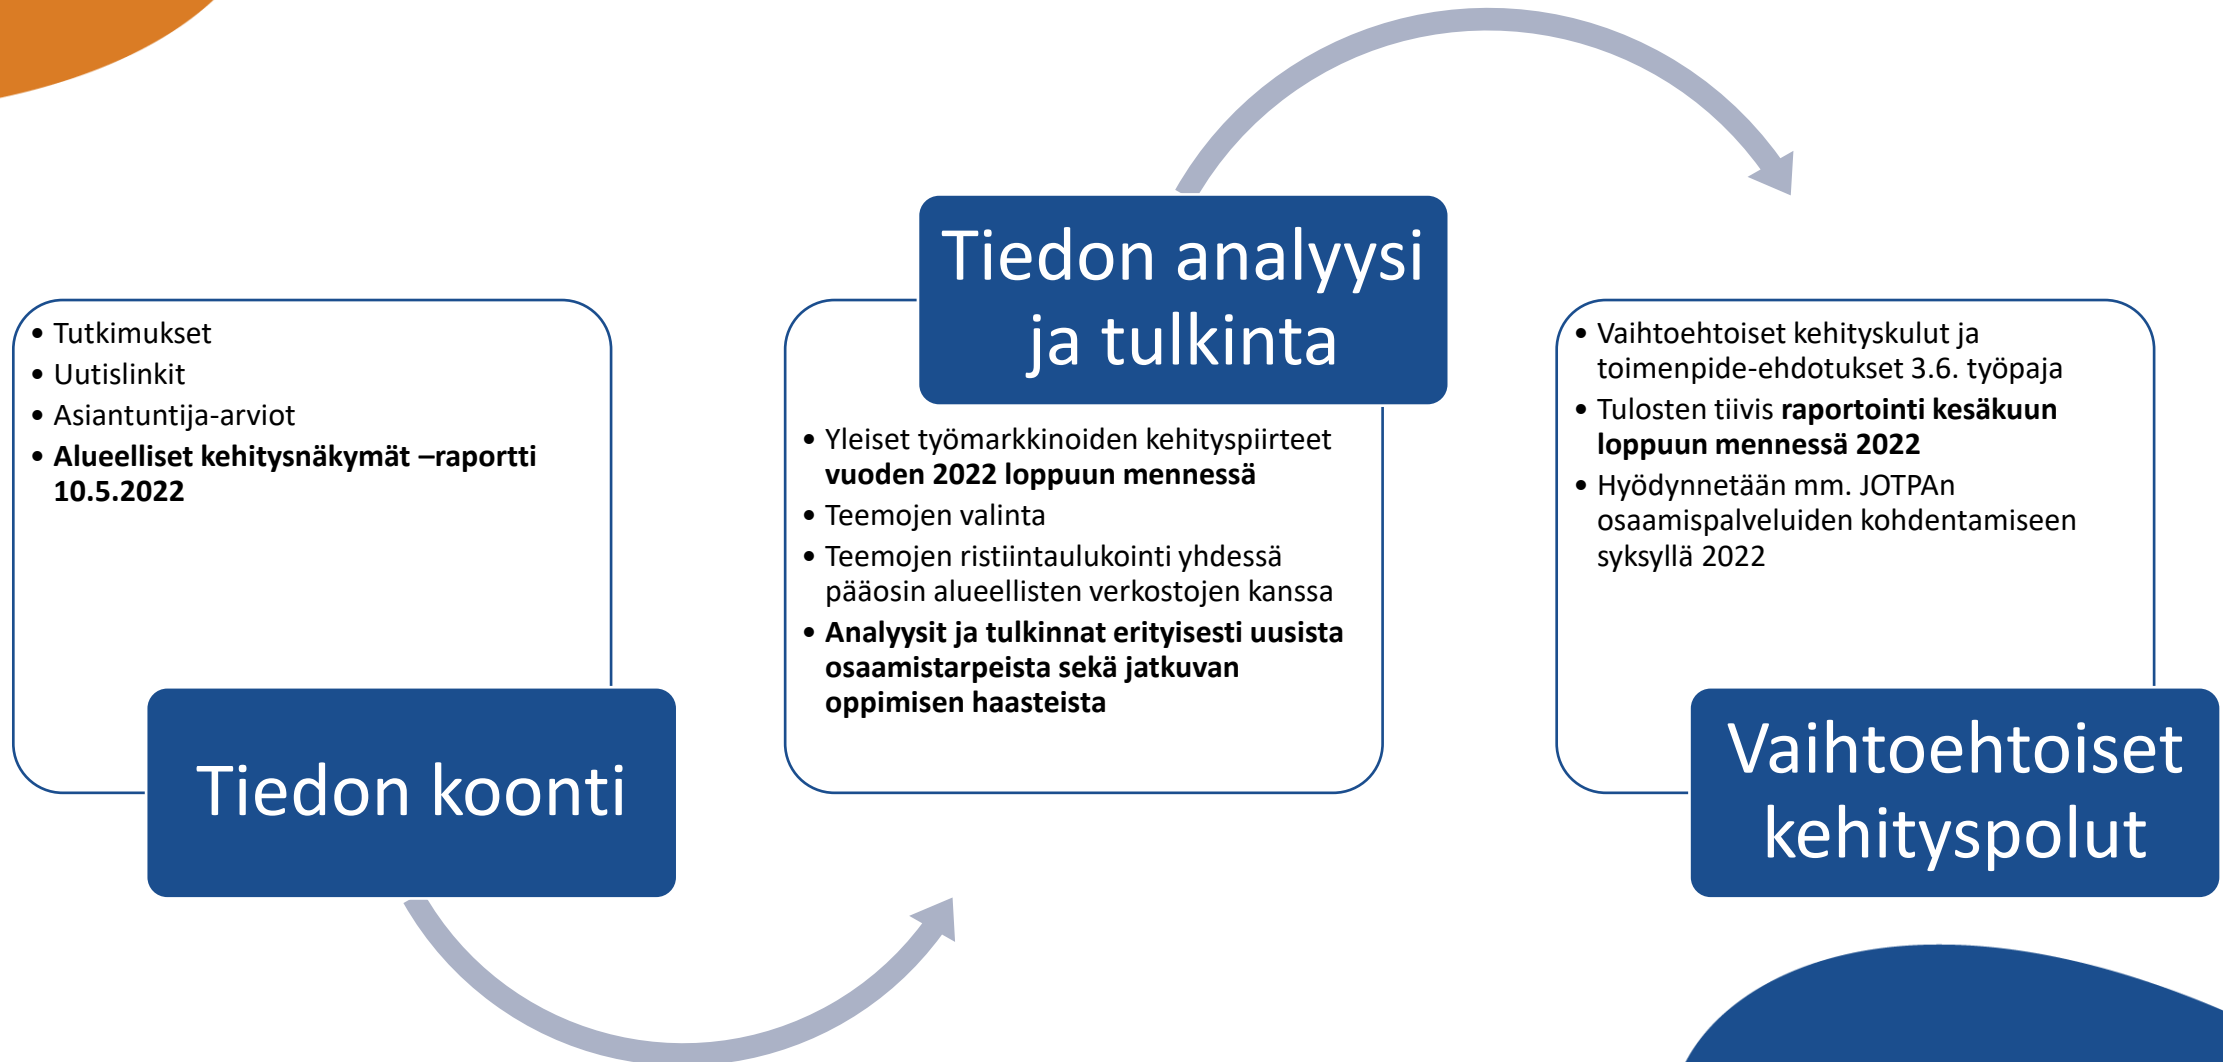 • Tutkimukset
• Uutislinkit
• Asiantuntija-arviot
• Alueelliset kehitysnäkymät –raportti
10.5.2022
Tiedon koonti
Tiedon analyysi
ja tulkinta
• Yleiset työmarkkinoiden kehityspiirteet
vuoden 2022 loppuun mennessä
• Teemojen valinta
• Teemojen ristiintaulukointi yhdessä
pääosin alueellisten verkostojen kanssa
• Analyysit ja tulkinnat erityisesti uusista
osaamistarpeista sekä jatkuvan
oppimisen haasteista
• Vaihtoehtoiset kehityskulut ja
toimenpide-ehdotukset 3.6. työpaja
• Tulosten tiivis raportointi kesäkuun
loppuun mennessä 2022
• Hyödynnetään mm. JOTPAn
osaamispalveluiden kohdentamiseen
syksyllä 2022
Vaihtoehtoiset
kehityspolut